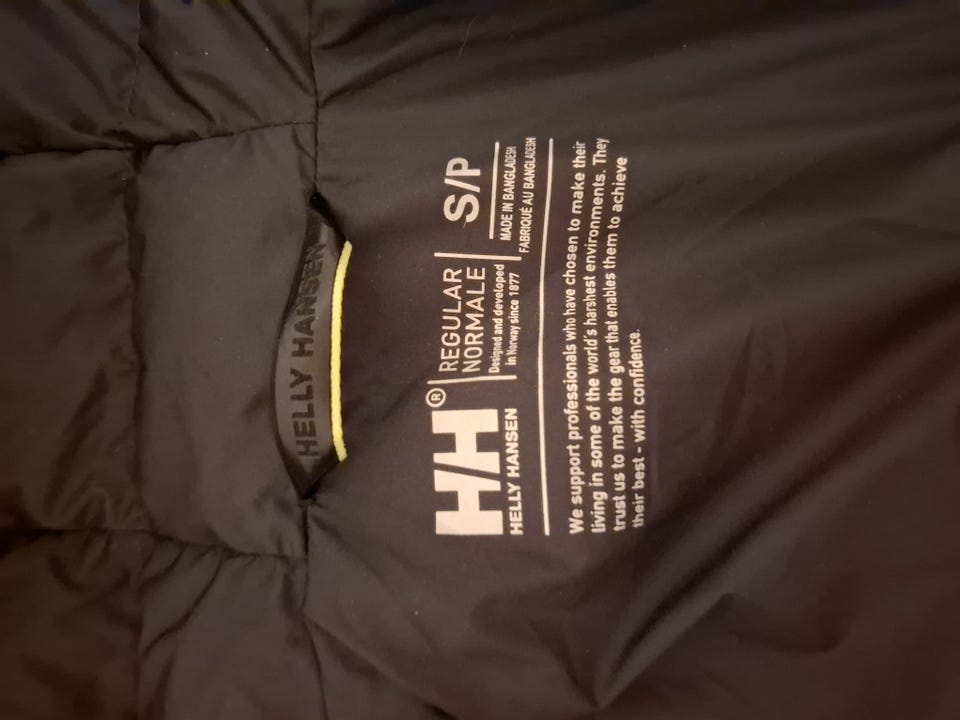 HELLY HANSEN
HH®
HELLY HANSEN
REGULAR
NORMALE
Designed and developed
in Norway since 1877
S/P
MADE IN BANGLADESH
FABRIQUÉ AU BANGLADESH
We support professionals who have chosen to make their
living in some of the world's harshest environments. They
trust us to make the gear that enables them to achieve
their best - with confidence.